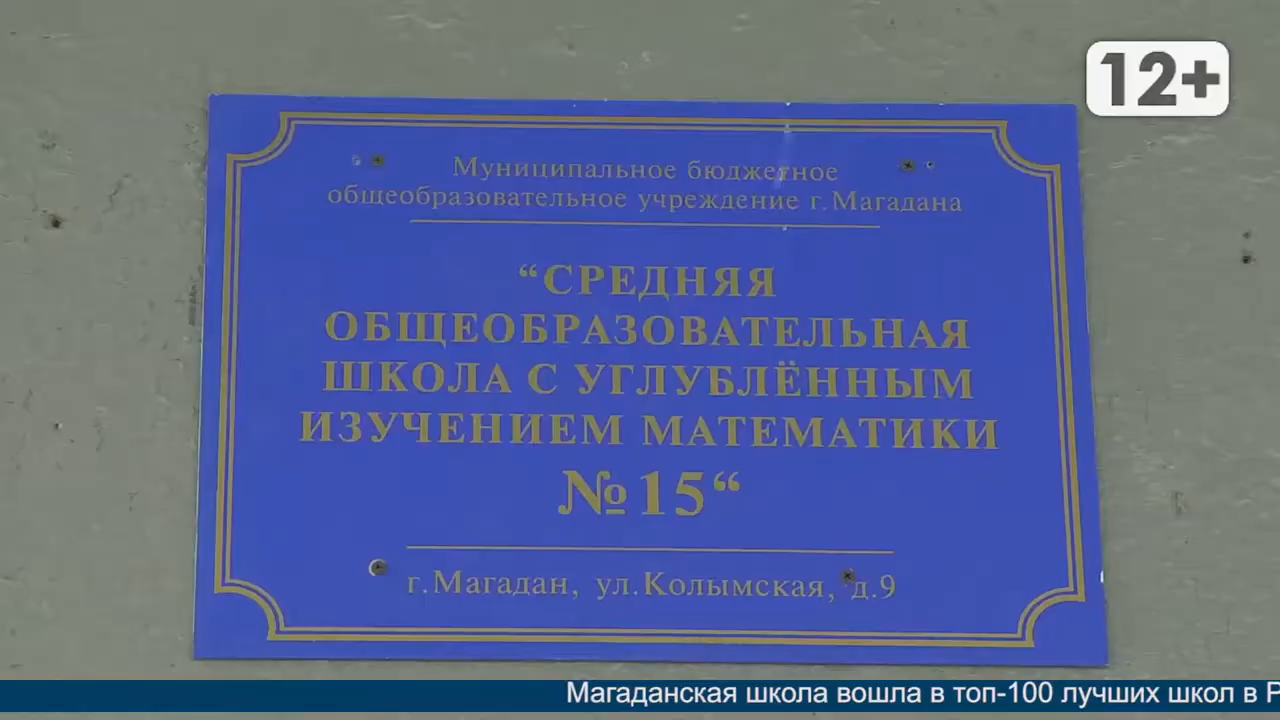 12+
Муниципальное бюджетное
общеобразовательное учреждение г.Магадана
“СРЕДНЯЯ
ОБЩЕОБРАЗОВАТЕЛЬНАЯ
ШКОЛА С УГЛУБЛЁННЫМ
ИЗУЧЕНИЕМ МАТЕМАТИКИ
№15“
г.Магадан, ул.Колымская, д.9
Магаданская школа вошла в топ-100 лучших школ в